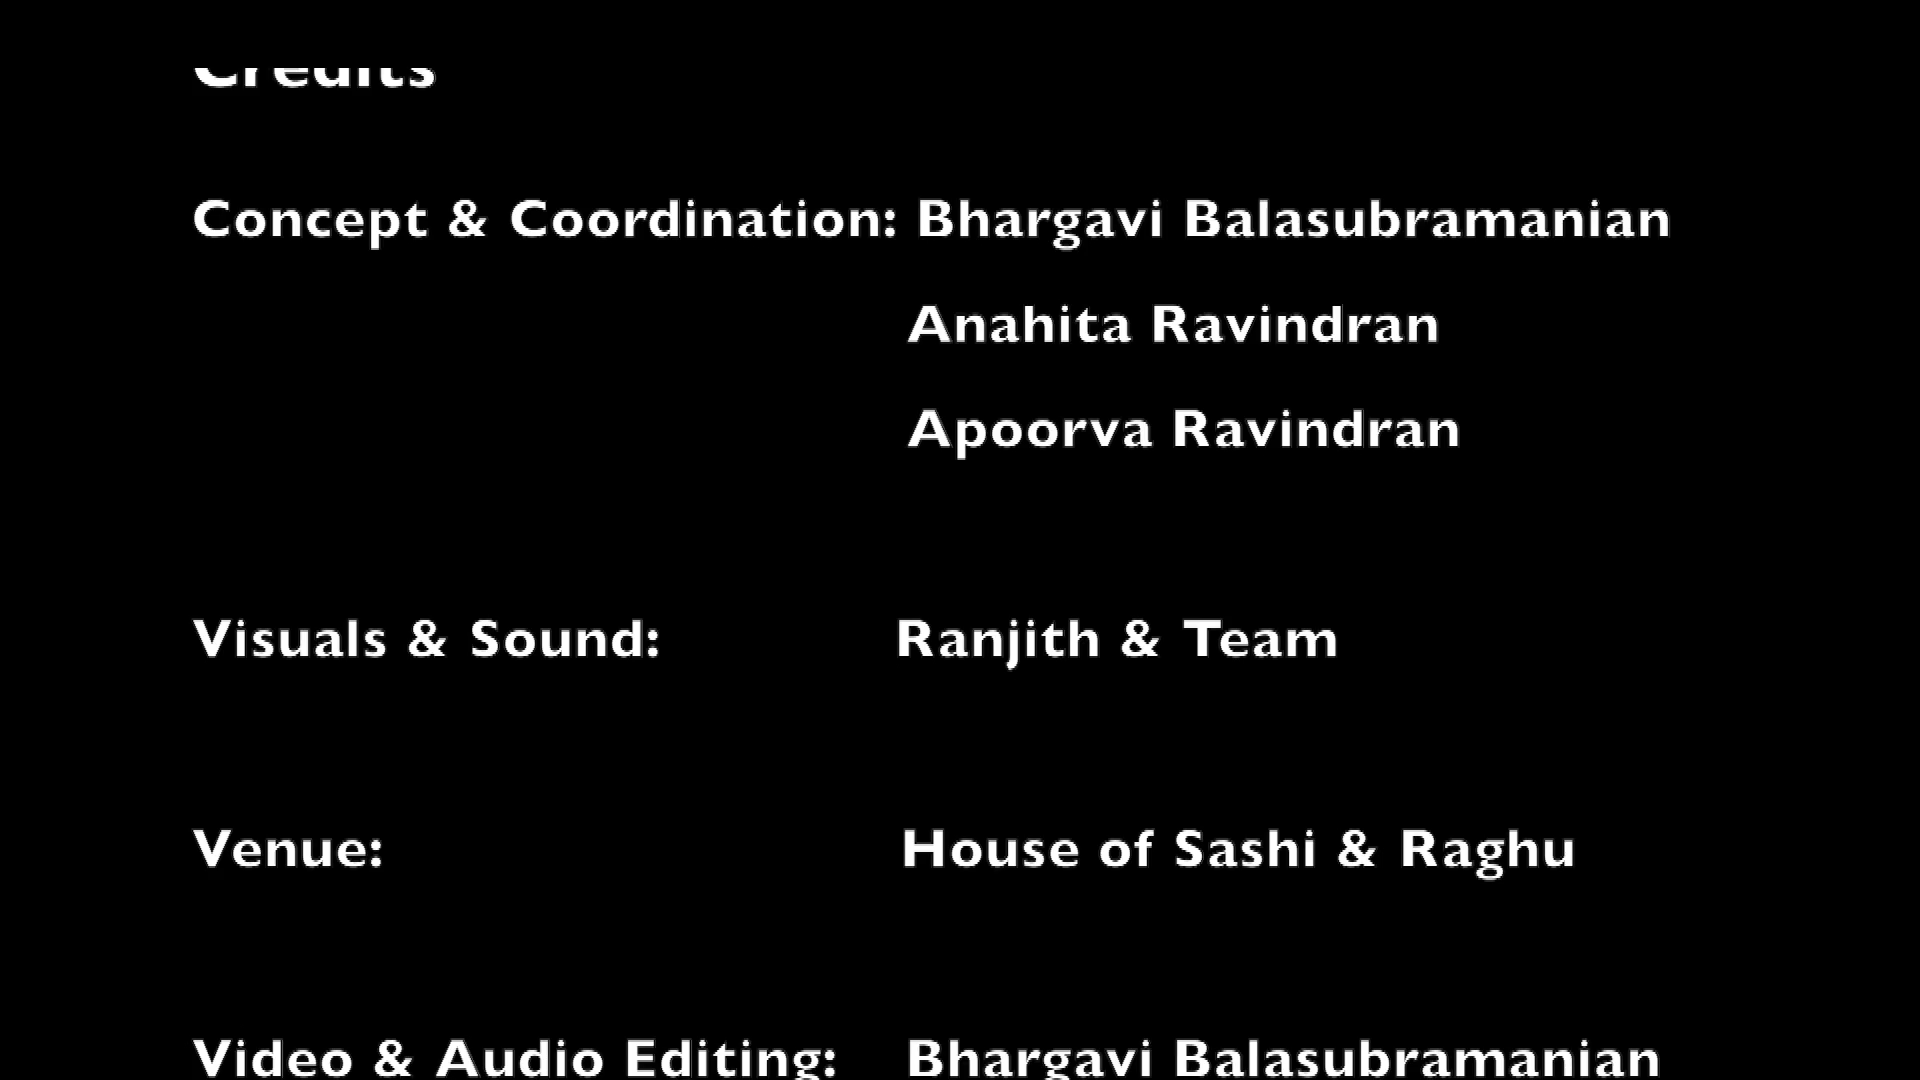 Credits
Concept & Coordination: Bhargavi Balasubramanian
Anahita Ravindran
Apoorva Ravindran
Visuals & Sound: Ranjith & Team
Venue: House of Sashi & Raghu
Video & Audio Editing: Bhargavi Balasubramanian